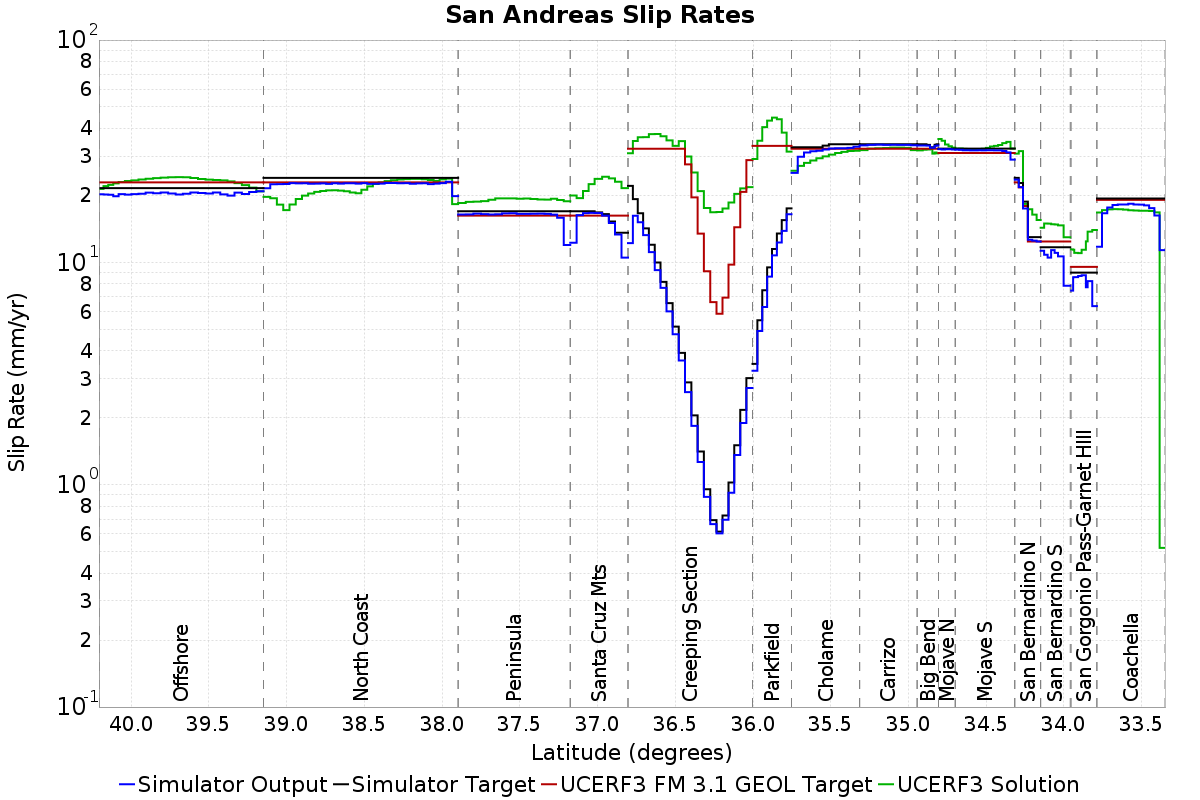 San Andreas Slip Rates
Slip Rate (mm/yr)
10^2
8
6
4
3
2
10^1
8
6
4
3
2
10^0
8
6
4
3
2
10^-1
Offshore
North Coast
Peninsula
Santa Cruz Mts
Creeping Section
Parkfield
Cholame
Carrizo
Big Bend
Mojave N
Mojave S
San Bernardino N
San Bernardino S
San Gorgonio Pass-Garnet HIll
Coachella
40.0 39.5 39.0 38.5 38.0 37.5 37.0 36.5 36.0 35.5 35.0 34.5 34.0 33.5
Latitude (degrees)
Simulator Output Simulator Target UCERF3 FM 3.1 GEOL Target UCERF3 Solution